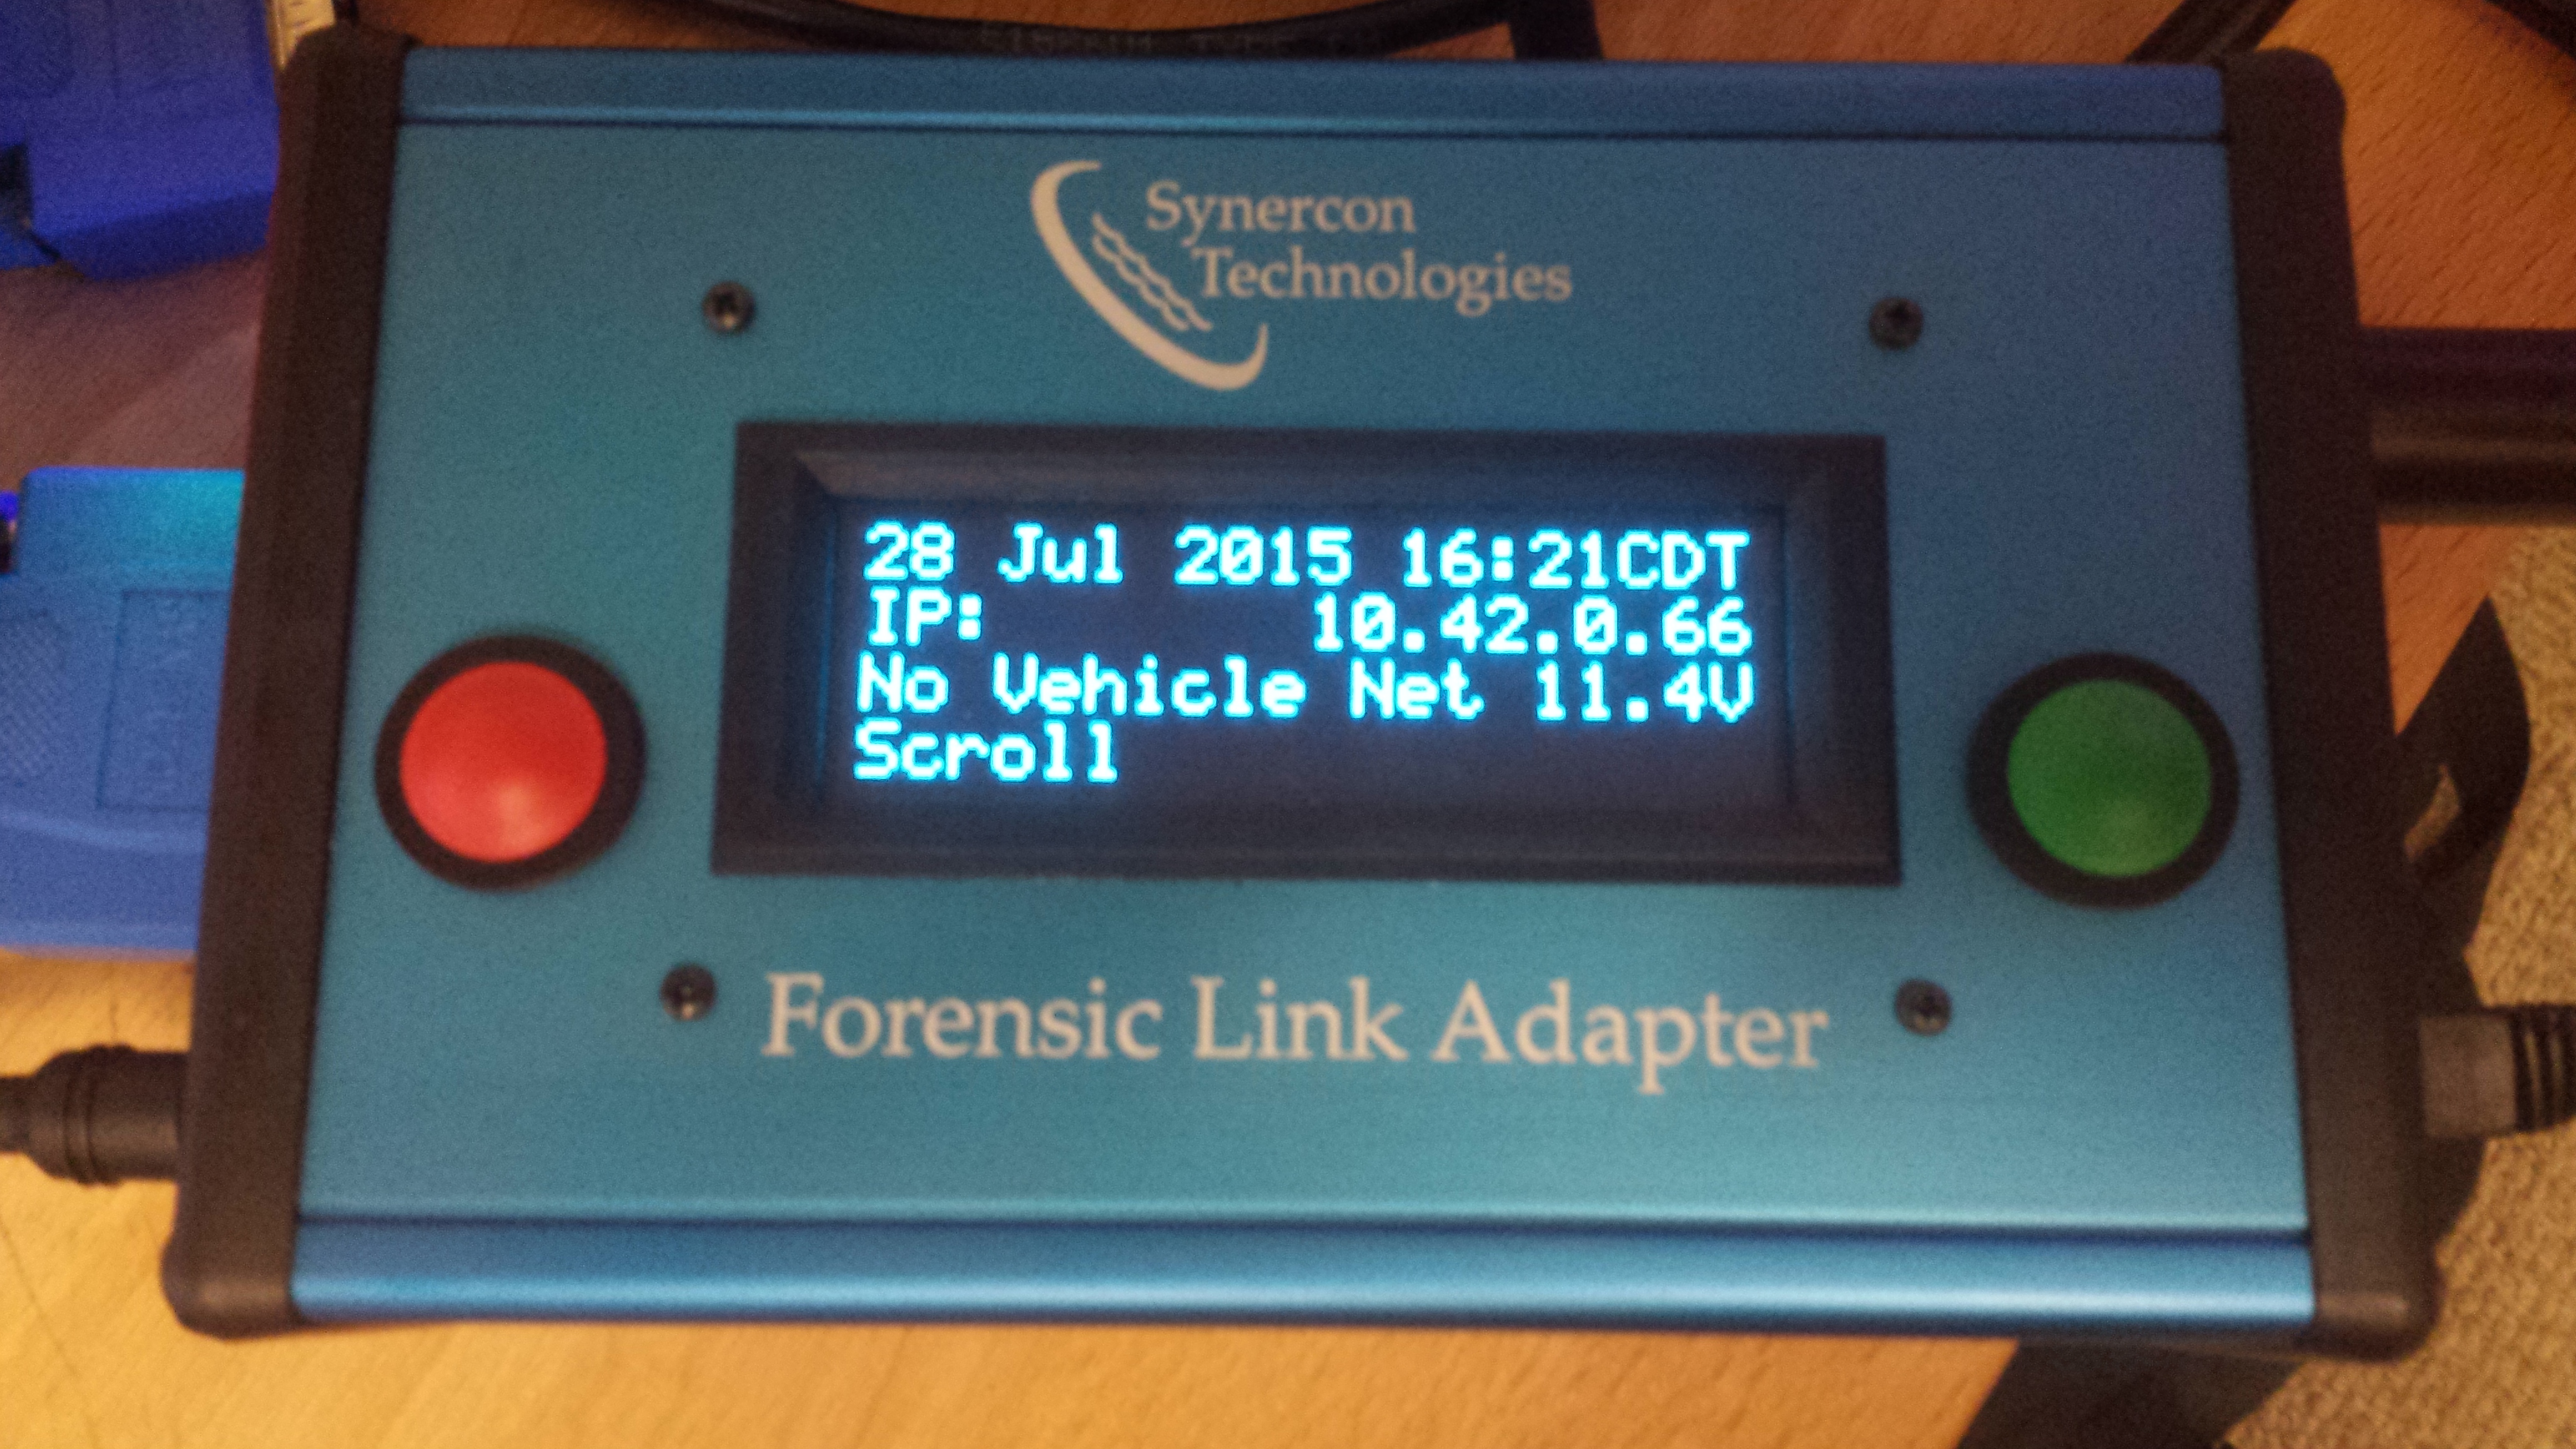 Synercon
Technologies
28 Jul 2015 16:21CDT
IP: 10.42.0.66
No Vehicle Net 11.4V
Scroll
Forensic Link Adapter